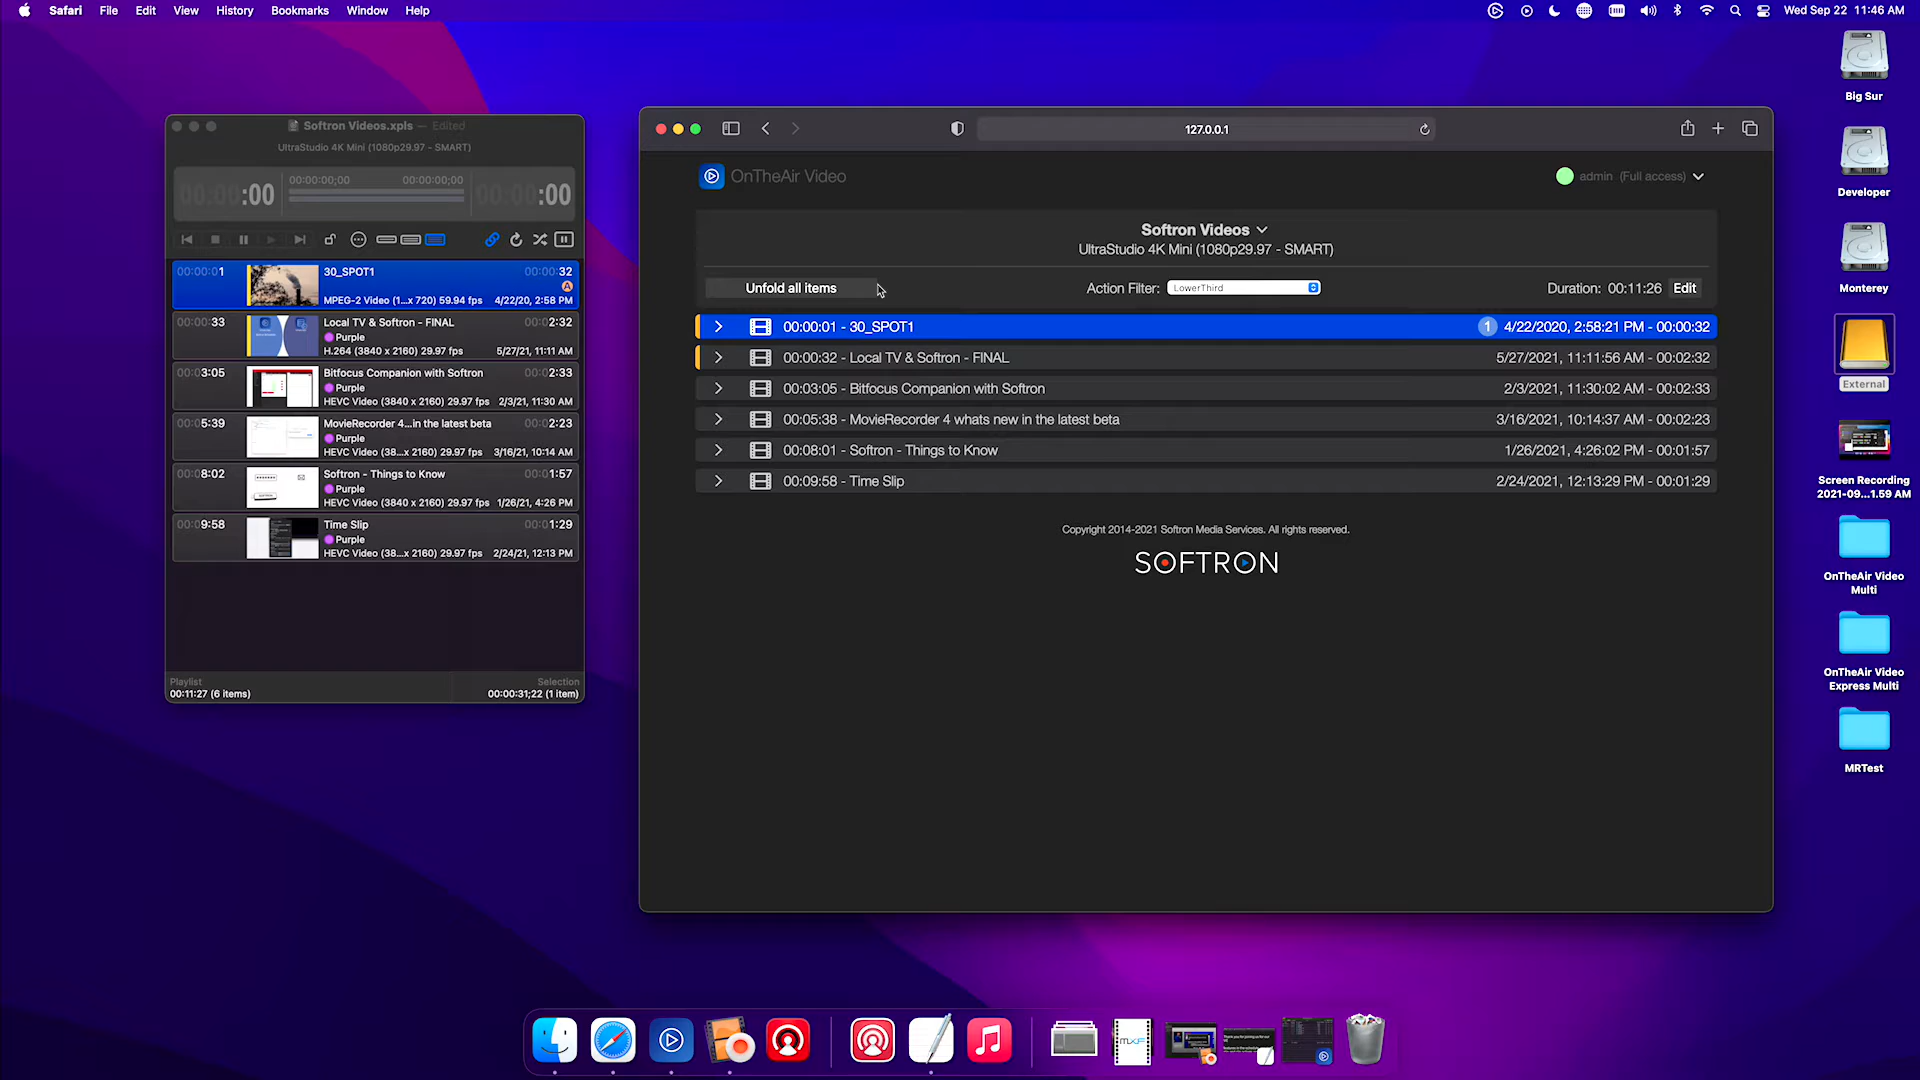 Safari File Edit View History Bookmarks Window Help
Wed Sep 22 11:46 AM
Softron Videos.xpls — Edited
UltraStudio 4K Mini (1080p29.97 - SMART)
00:00:00
00:00:00;00 00:00:00;00
00:00:00
00:00:01 30_SPOT1 00:00:32
A
MPEG-2 Video (1...x 720) 59.94 fps 4/22/20, 2:58 PM
00:00:33 Local TV & Softron - FINAL 00:02:32
Purple
H.264 (3840 x 2160) 29.97 fps 5/27/21, 11:11 AM
00:03:05 Bitfocus Companion with Softron 00:02:33
Purple
HEVC Video (3840 x 2160) 29.97 fps 2/3/21, 11:30 AM
00:05:39 MovieRecorder 4...in the latest beta 00:02:23
Purple
HEVC Video (38...x 2160) 29.97 fps 3/16/21, 10:14 AM
00:08:02 Softron - Things to Know 00:01:57
Purple
HEVC Video (3840 x 2160) 29.97 fps 1/26/21, 4:26 PM
00:09:58 Time Slip 00:01:29
Purple
HEVC Video (38...x 2160) 29.97 fps 2/24/21, 12:13 PM
Playlist Selection
00:11:27 (6 items) 00:00:31;22 (1 item)
127.0.0.1
OnTheAir Video
admin (Full access)
Softron Videos
UltraStudio 4K Mini (1080p29.97 - SMART)
Unfold all items Action Filter: LowerThird Duration: 00:11:26 Edit
00:00:01 - 30_SPOT1 1 4/22/2020, 2:58:21 PM - 00:00:32
00:00:32 - Local TV & Softron - FINAL 5/27/2021, 11:11:56 AM - 00:02:32
00:03:05 - Bitfocus Companion with Softron 2/3/2021, 11:30:02 AM - 00:02:33
00:05:38 - MovieRecorder 4 whats new in the latest beta 3/16/2021, 10:14:37 AM - 00:02:23
00:08:01 - Softron - Things to Know 1/26/2021, 4:26:02 PM - 00:01:57
00:09:58 - Time Slip 2/24/2021, 12:13:29 PM - 00:01:29
Copyright 2014-2021 Softron Media Services. All rights reserved.
SOFTRON
Big Sur
Developer
Monterey
External
Screen Recording
2021-09...1.59 AM
OnTheAir Video
Multi
OnTheAir Video
Express Multi
MRTest
MXF